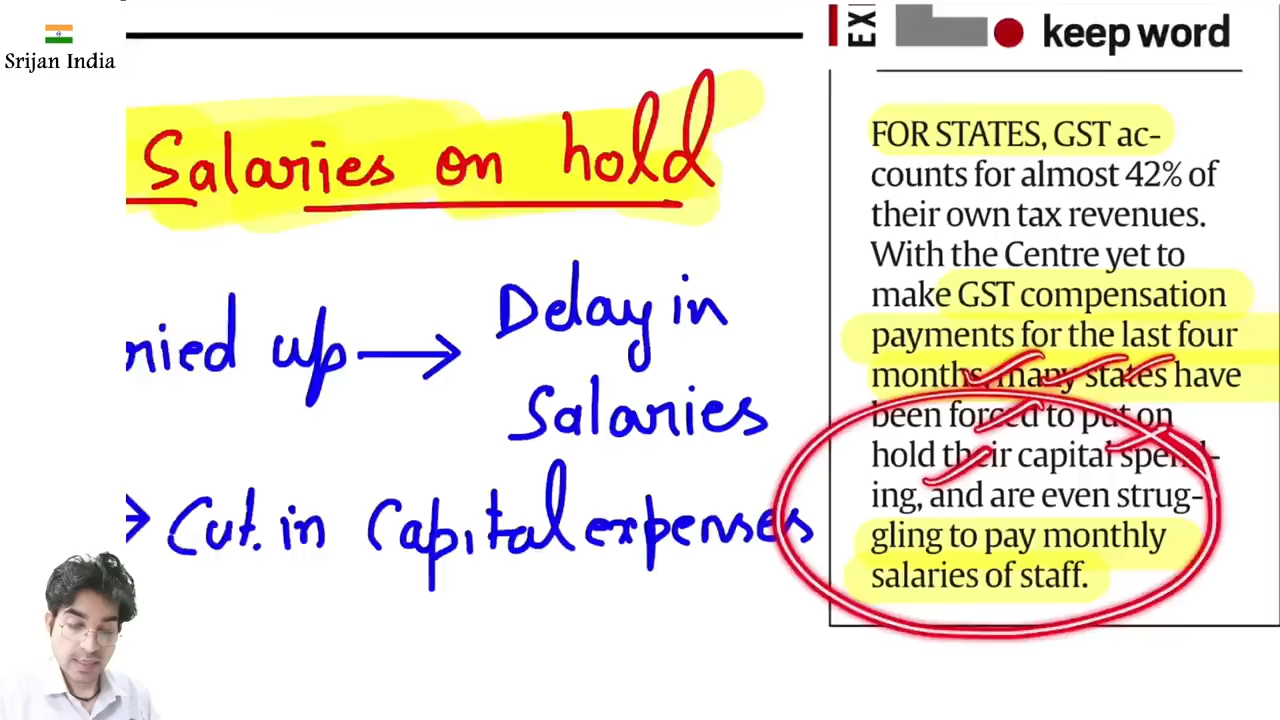 Srijan India
Salaries on hold
up → Delay in
Salaries
→ Cut. in Capital expenses
EX
keep word
FOR STATES, GST ac-
counts for almost 42% of
their own tax revenues.
With the Centre yet to
make GST compensation
payments for the last four
months, many states have
been forced to put on
hold their capital spend-
ing, and are even strug-
gling to pay monthly
salaries of staff.